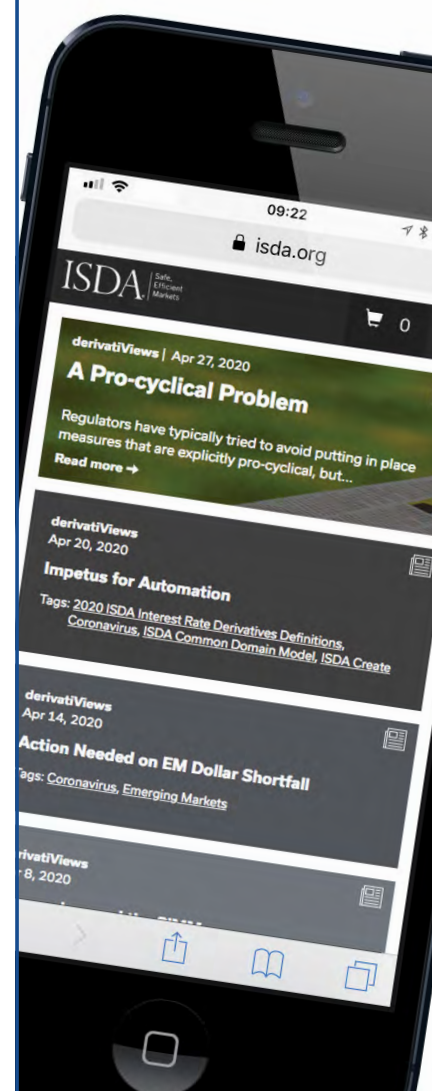 09:22
isda.org
ISDA
Safe,
Efficient
Markets
0
derivatiViews | Apr 27, 2020
A Pro-cyclical Problem
Regulators have typically tried to avoid putting in place
measures that are explicitly pro-cyclical, but...
Read more →
derivatiViews
Apr 20, 2020
Impetus for Automation
Tags: 2020 ISDA Interest Rate Derivatives Definitions,
Coronavirus, ISDA Common Domain Model, ISDA Create
derivatiViews
Apr 14, 2020
Action Needed on EM Dollar Shortfall
Tags: Coronavirus, Emerging Markets
rivatiViews
r 8, 2020